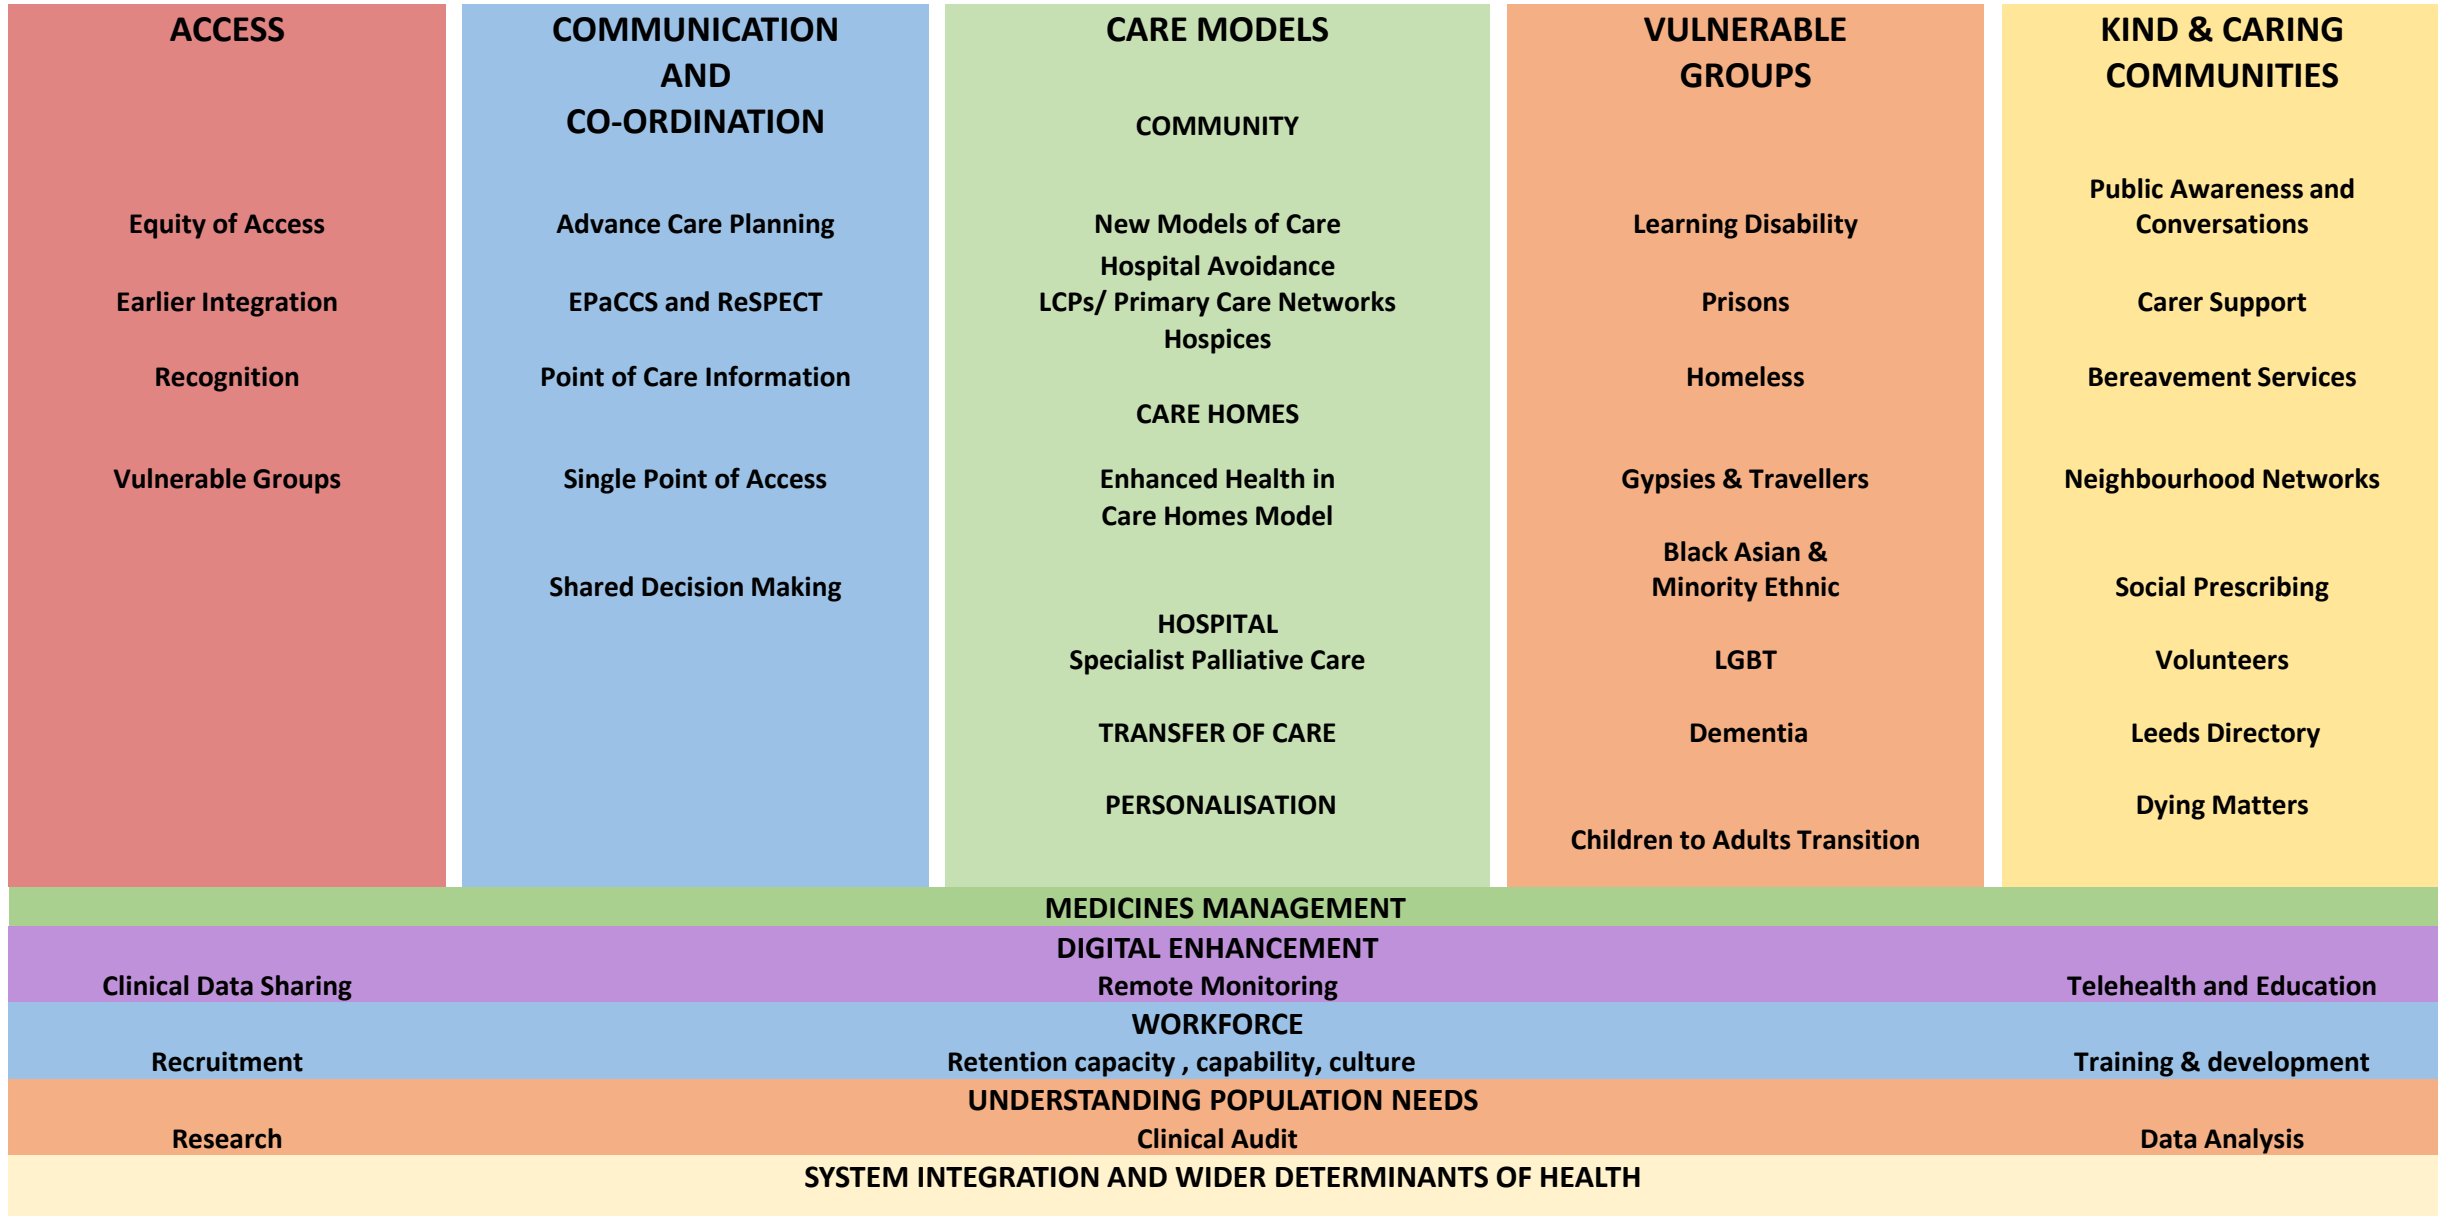 ACCESS
Equity of Access
Earlier Integration
Recognition
Vulnerable Groups
COMMUNICATION
AND
CO-ORDINATION
Advance Care Planning
EPaCCS and ReSPECT
Point of Care Information
Single Point of Access
Shared Decision Making
CARE MODELS
COMMUNITY
New Models of Care
Hospital Avoidance
LCPs/ Primary Care Networks
Hospices
CARE HOMES
Enhanced Health in
Care Homes Model
HOSPITAL
Specialist Palliative Care
TRANSFER OF CARE
PERSONALISATION
VULNERABLE
GROUPS
Learning Disability
Prisons
Homeless
Gypsies & Travellers
Black Asian &
Minority Ethnic
LGBT
Dementia
Children to Adults Transition
KIND & CARING
COMMUNITIES
Public Awareness and
Conversations
Carer Support
Bereavement Services
Neighbourhood Networks
Social Prescribing
Volunteers
Leeds Directory
Dying Matters
MEDICINES MANAGEMENT
DIGITAL ENHANCEMENT
Clinical Data Sharing Remote Monitoring Telehealth and Education
WORKFORCE
Recruitment Retention capacity , capability, culture Training & development
UNDERSTANDING POPULATION NEEDS
Research Clinical Audit Data Analysis
SYSTEM INTEGRATION AND WIDER DETERMINANTS OF HEALTH